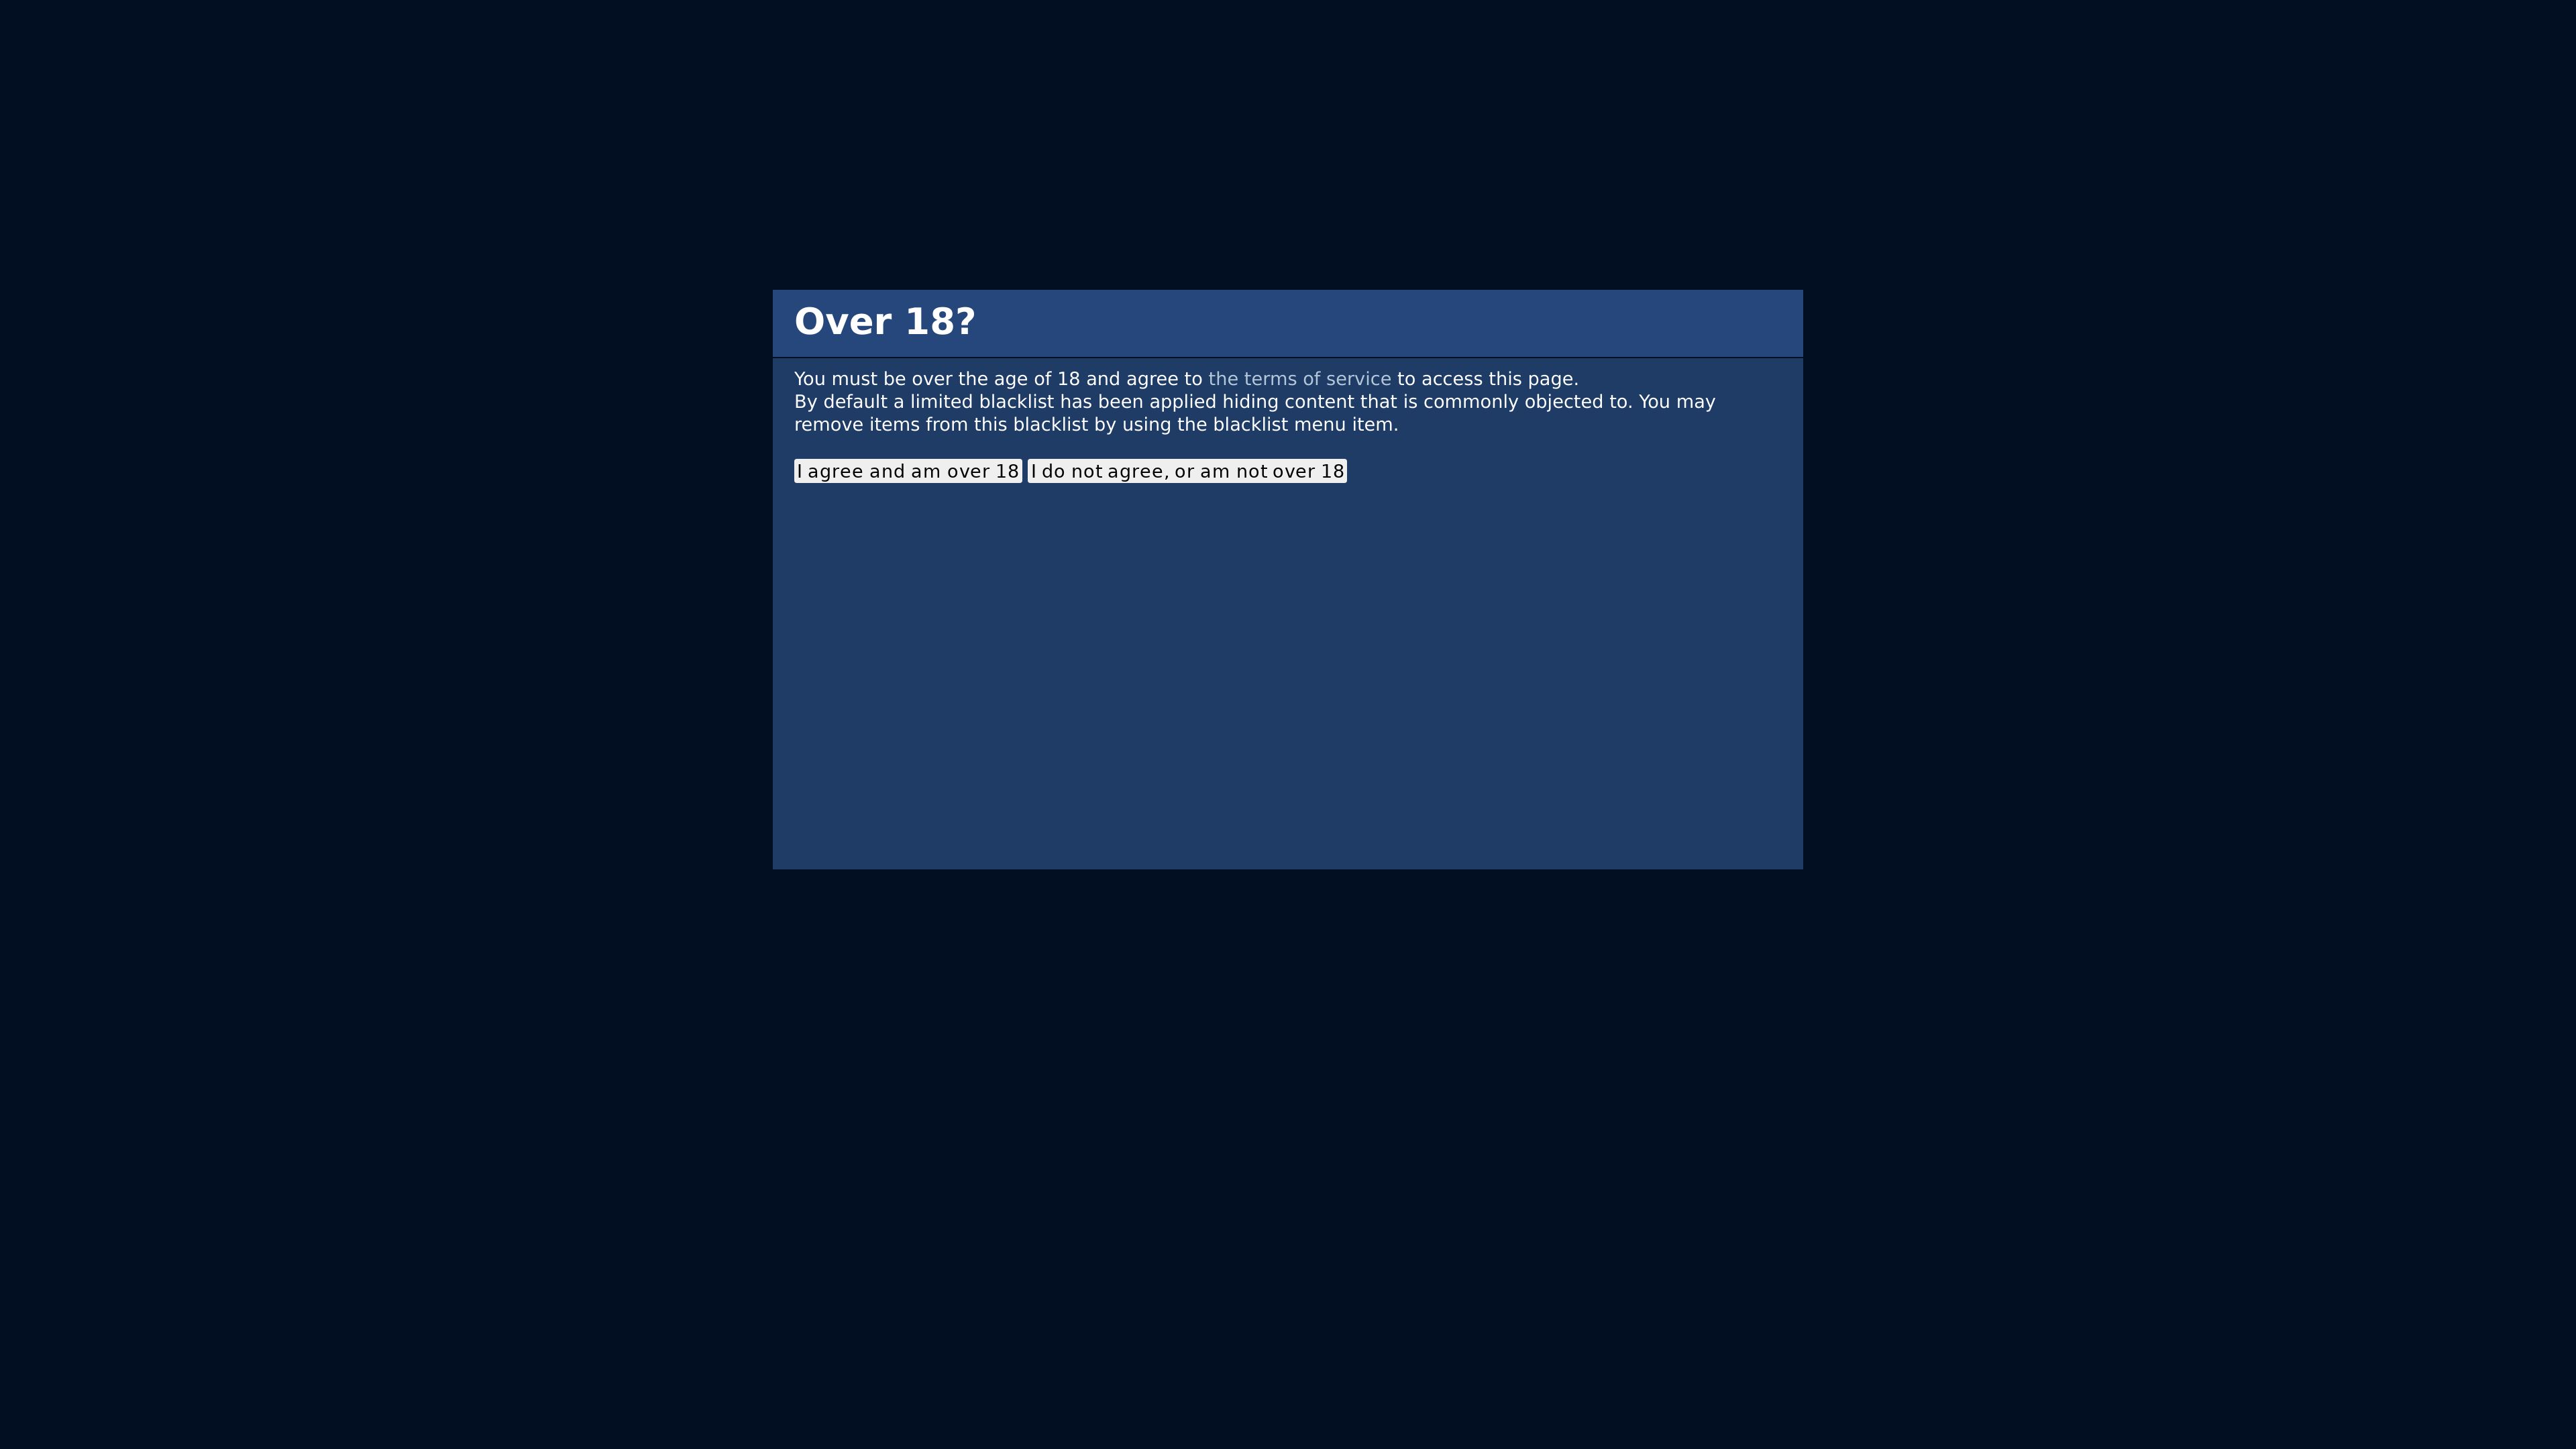 Over 18?
You must be over the age of 18 and agree to the terms of service to access this page.
By default a limited blacklist has been applied hiding content that is commonly objected to. You may
remove items from this blacklist by using the blacklist menu item.
I agree and am over 18 I do not agree, or am not over 18